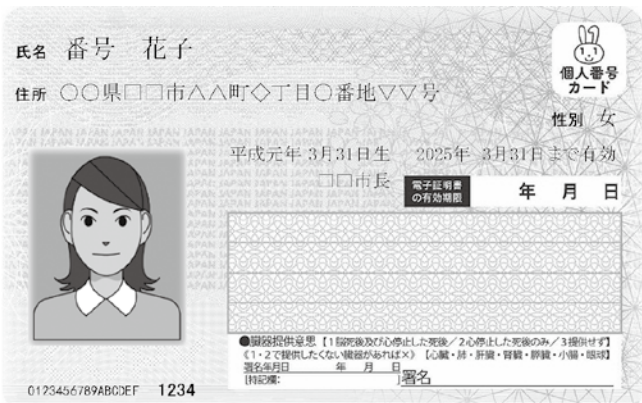 氏名 番号 花子
個人番号
カード
住所 ○○県□□市△△町◇丁目○番地▽▽号
性別 女
平成元年 3月31日生 2025年 3月31日まで有効
□□市長
電子証明書
の有効期限
年 月 日
●臓器提供意思【1脳死後及び心停止した死後/2心停止した死後のみ/3提供せず】
《1・2で提供したくない臓器があれば×》【心臓・肺・肝臓・腎臓・膵臓・小腸・眼球】
署名年月日 年 月 日
[特記欄: ] 署名
0123456789ABCDEF 1234